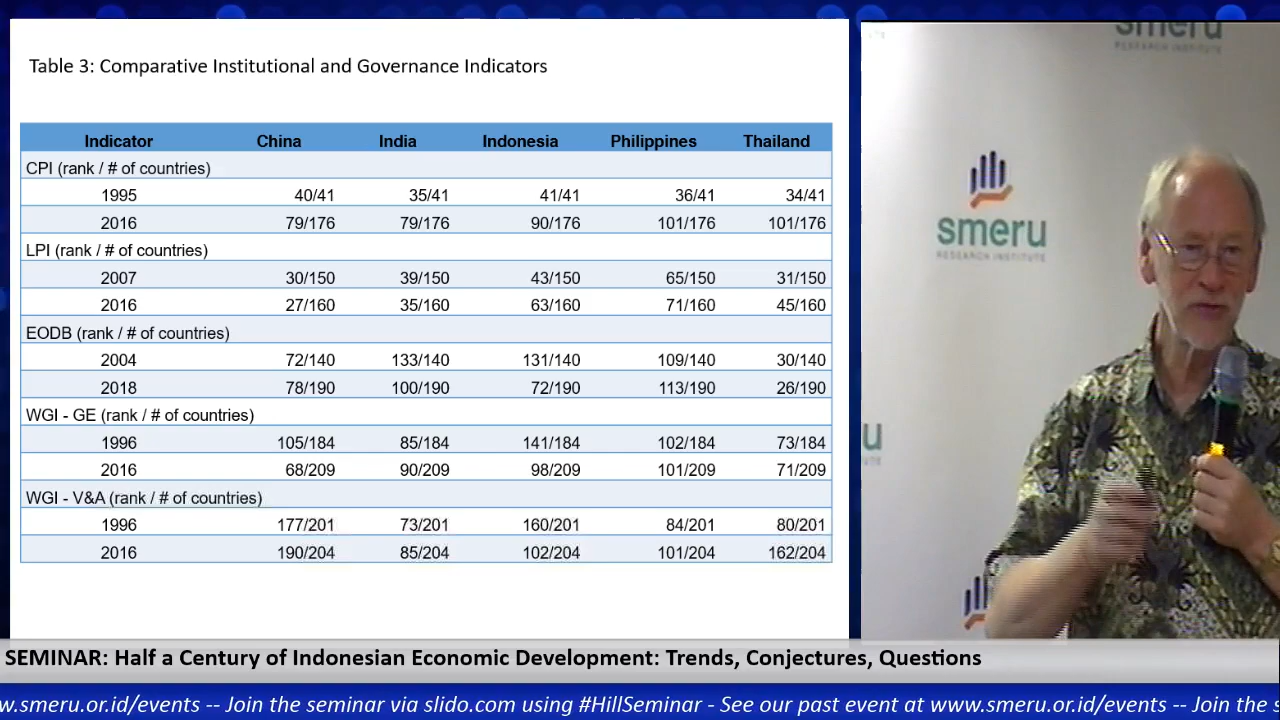 Table 3: Comparative Institutional and Governance Indicators
Indicator China India Indonesia Philippines Thailand
CPI (rank / # of countries)
1995 40/41 35/41 41/41 36/41 34/41
2016 79/176 79/176 90/176 101/176 101/176
LPI (rank / # of countries)
2007 30/150 39/150 43/150 65/150 31/150
2016 27/160 35/160 63/160 71/160 45/160
EODB (rank / # of countries)
2004 72/140 133/140 131/140 109/140 30/140
2018 78/190 100/190 72/190 113/190 26/190
WGI - GE (rank / # of countries)
1996 105/184 85/184 141/184 102/184 73/184
2016 68/209 90/209 98/209 101/209 71/209
WGI - V&A (rank / # of countries)
1996 177/201 73/201 160/201 84/201 80/201
2016 190/204 85/204 102/204 101/204 162/204
smeru
RESEARCH INSTITUTE
smeru
RESEARCH INSTITUTE
u
SEMINAR: Half a Century of Indonesian Economic Development: Trends, Conjectures, Questions
w.smeru.or.id/events -- Join the seminar via slido.com using #HillSeminar - See our past event at www.smeru.or.id/events -- Join the s